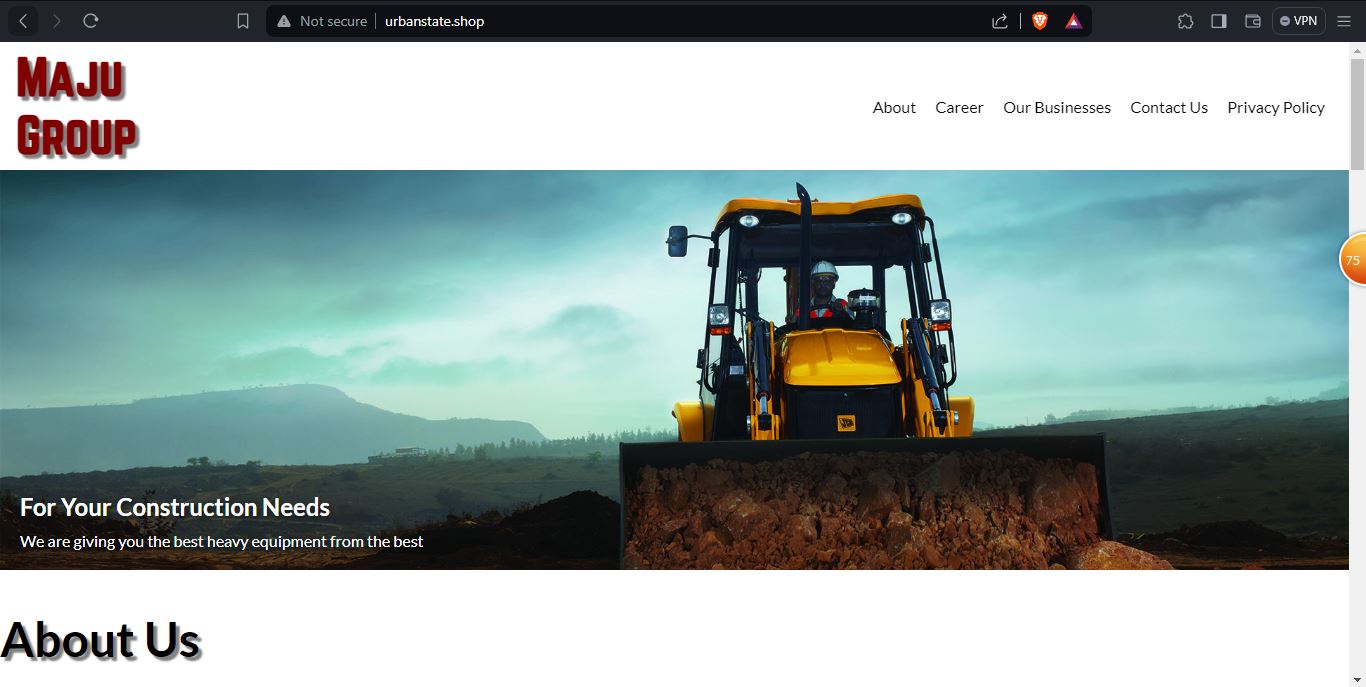 Not secure urbanstate.shop
VPN
MAJU
GROUP
About Career Our Businesses Contact Us Privacy Policy
75
JCB
For Your Construction Needs
We are giving you the best heavy equipment from the best
About Us